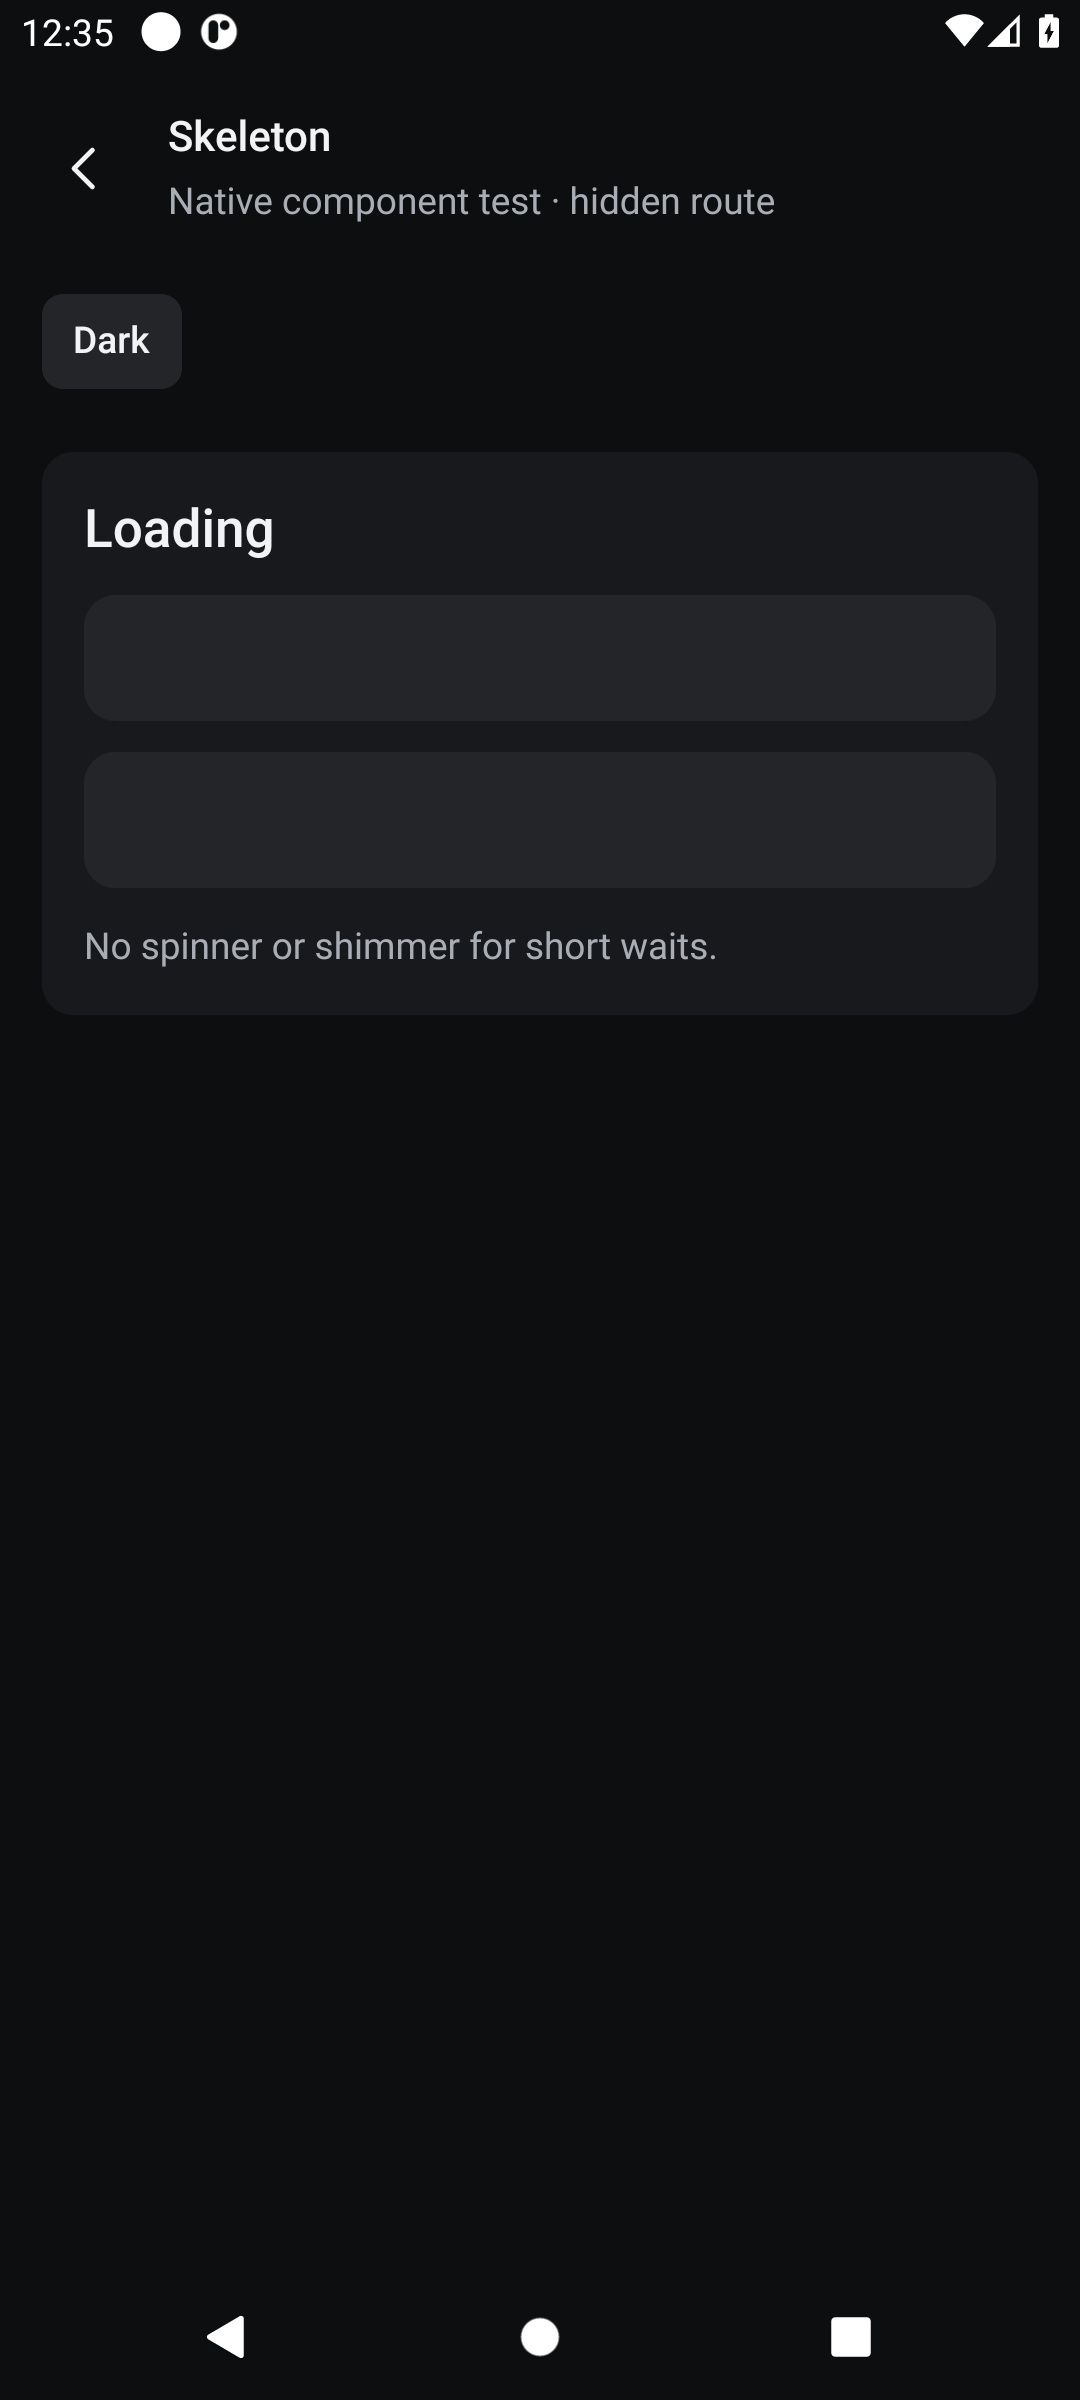 12:35
Skeleton
Native component test · hidden route
Dark
Loading
No spinner or shimmer for short waits.